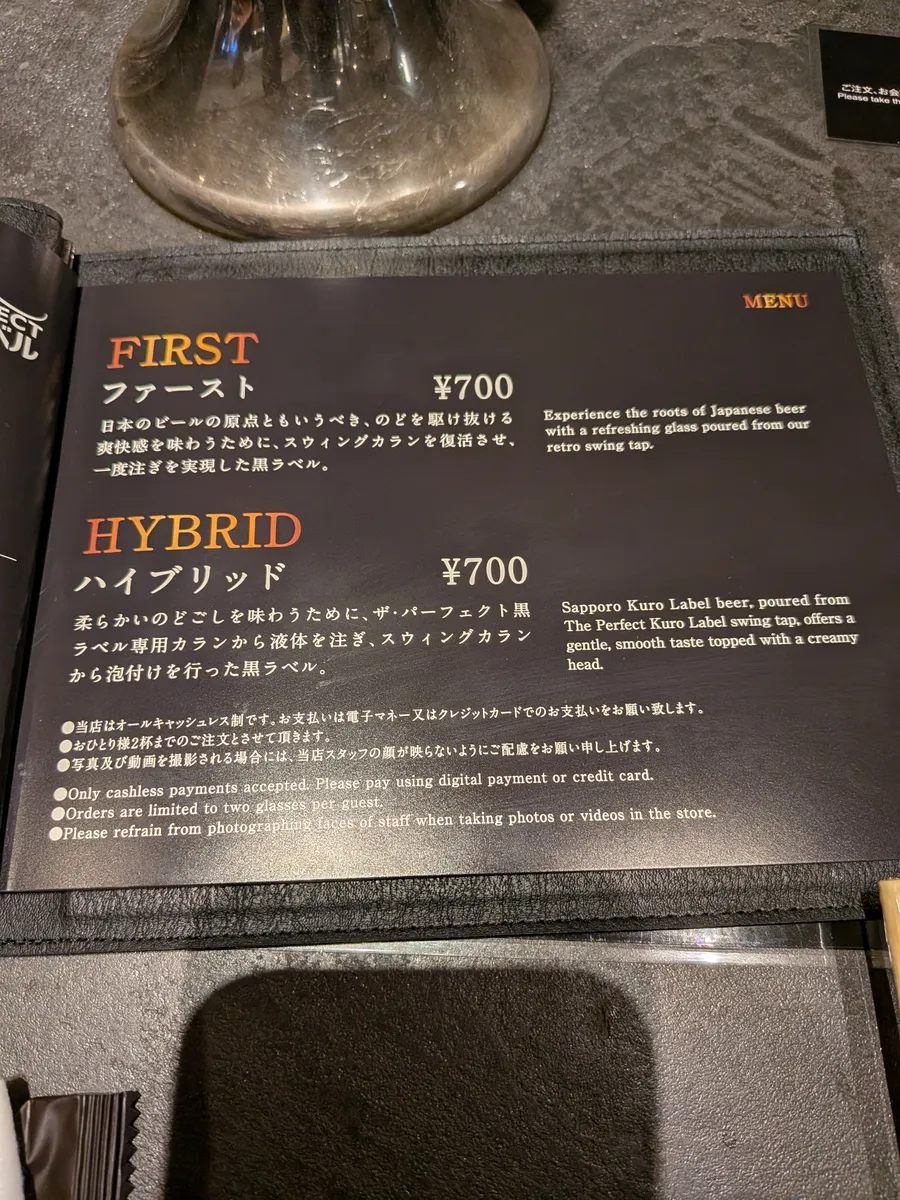 ECT
ベル
ご注文、お会
Please take th
MENU
FIRST
ファースト
¥700
日本のビールの原点ともいうべき、のどを駆け抜ける
爽快感を味わうために、スウィングカランを復活させ、
一度注ぎを実現した黒ラベル。
Experience the roots of Japanese beer
with a refreshing glass poured from our
retro swing tap.
HYBRID
ハイブリッド
¥700
柔らかいのどごしを味わうために、ザ・パーフェクト黒
ラベル専用カランから液体を注ぎ、スウィングカラン
から泡付けを行った黒ラベル。
Sapporo Kuro Label beer, poured from
The Perfect Kuro Label swing tap, offers a
gentle, smooth taste topped with a creamy
head.
●当店はオールキャッシュレス制です。お支払いは電子マネー又はクレジットカードでのお支払いをお願い致します。
●おひとり様2杯までのご注文とさせて頂きます。
●写真及び動画を撮影される場合には、当店スタッフの顔が映らないようにご配慮をお願い申し上げます。
●Only cashless payments accepted. Please pay using digital payment or credit card.
●Orders are limited to two glasses per guest.
●Please refrain from photographing faces of staff when taking photos or videos in the store.